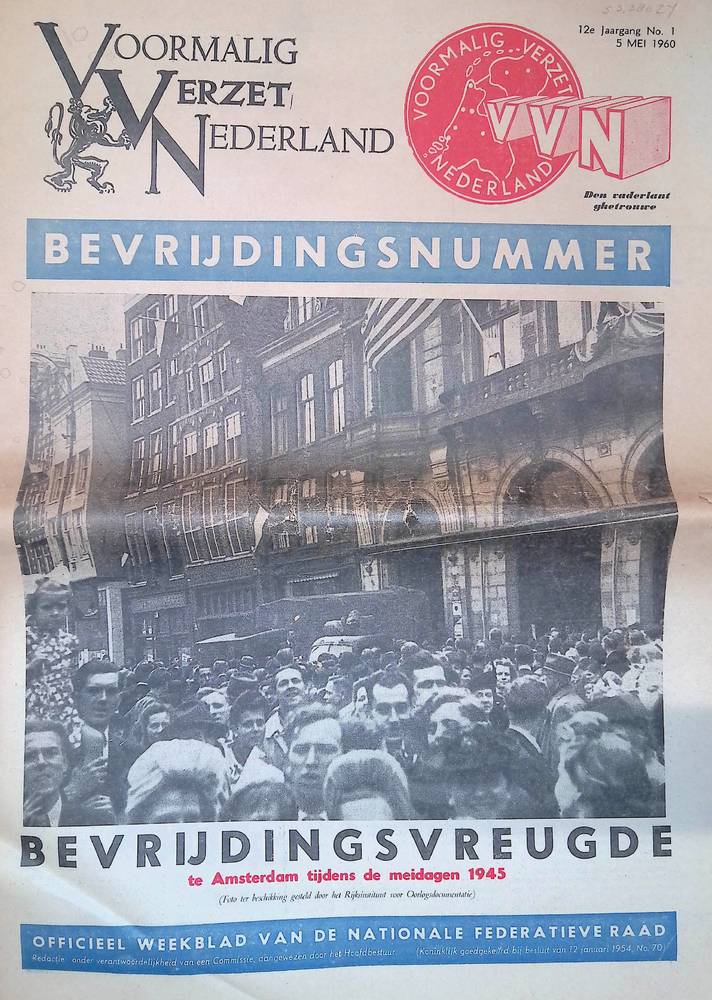 VOORMALIG
VERZET
NEDERLAND
12e Jaargang No. 1
5 MEI 1960
VOORMALIG VERZET
NEDERLAND
VVN
Den vaderlant
ghetrouwe
BEVRIJDINGSNUMMER
BEVRIJDINGSVREUGDE
te Amsterdam tijdens de meidagen 1945
(Foto ter beschikking gesteld door het Rijksinstituut voor Oorlogsdocumentatie)
OFFICIEEL WEEKBLAD VAN DE NATIONALE FEDERATIEVE RAAD
Redactie: onder verantwoordelijkheid van een Commissie, aangewezen door het Hoofdbestuur. (Koninklijk goedgekeurd bij besluit van 12 januari 1954, No. 70)